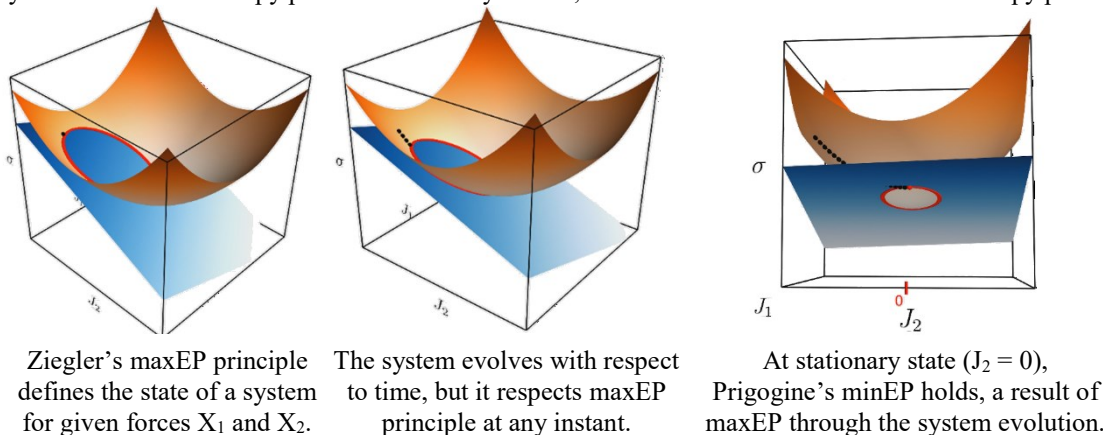 σ
J₁
J₂
σ
J₁
J₂
σ
J₁
0
J₂
Ziegler’s maxEP principle
defines the state of a system
for given forces X₁ and X₂.
The system evolves with respect
to time, but it respects maxEP
principle at any instant.
At stationary state (J₂ = 0),
Prigogine’s minEP holds, a result of
maxEP through the system evolution.